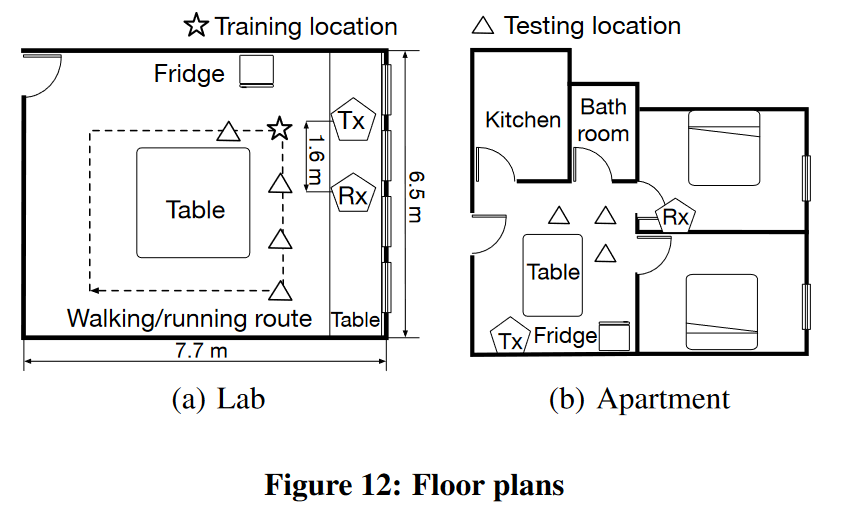 Training location
Testing location
Fridge
Tx
1.6 m
Rx
6.5 m
Table
Walking/running route
Table
7.7 m
(a) Lab
Kitchen
Bath
room
Rx
Table
Tx
Fridge
(b) Apartment
Figure 12: Floor plans